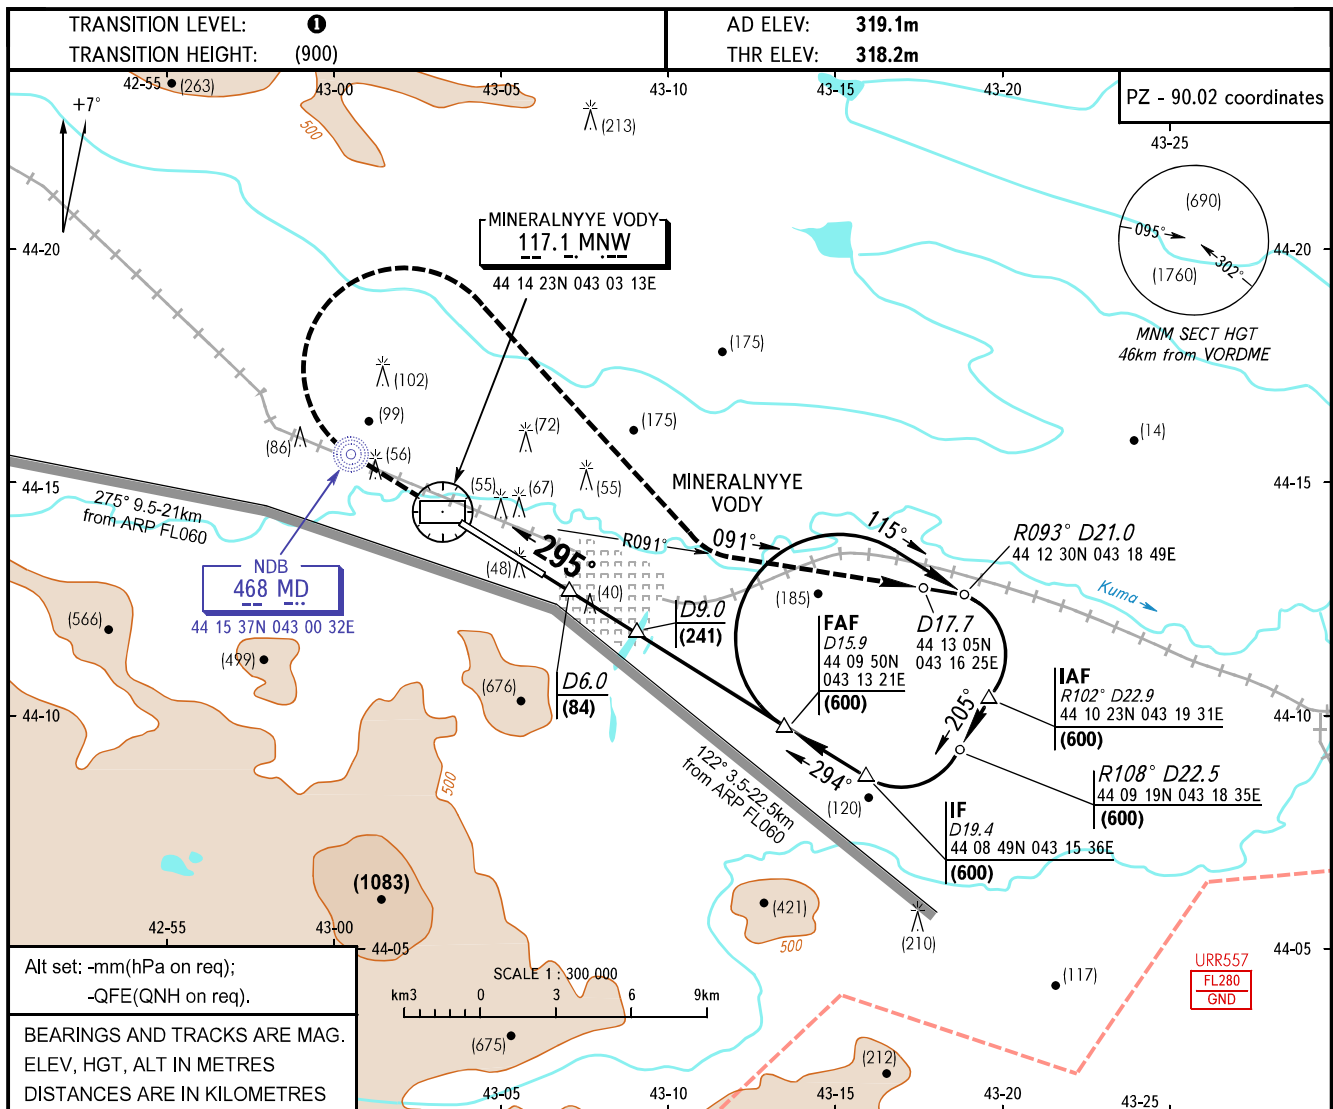 TRANSITION LEVEL: ❶
TRANSITION HEIGHT: (900)
AD ELEV: 319.1m
THR ELEV: 318.2m
PZ - 90.02 coordinates
42-55
(263)
43-00
43-05
43-10
43-15
43-20
43-25
+7°
500
(213)
(690)
095°
302°
(1760)
MNM SECT HGT
46km from VORDME
44-20
44-20
MINERALNYYE VODY
117.1 MNW
44 14 23N 043 03 13E
(175)
(102)
(99)
(86)
(56)
(72)
(175)
(14)
(55)
(67)
(55)
44-15
44-15
MINERALNYYE
VODY
275° 9.5-21km
from ARP FL060
R091°
091°
115°
R093° D21.0
44 12 30N 043 18 49E
295°
(48)
(40)
NDB
468 MD
44 15 37N 043 00 32E
(185)
Kuma
D9.0
(241)
FAF
D15.9
44 09 50N
043 13 21E
(600)
D17.7
44 13 05N
043 16 25E
(566)
(499)
(676)
D6.0
(84)
IAF
R102° D22.9
44 10 23N 043 19 31E
(600)
205°
44-10
44-10
294°
122° 3.5-22.5km
from ARP FL060
R108° D22.5
44 09 19N 043 18 35E
(600)
(120)
IF
D19.4
44 08 49N 043 15 36E
(600)
500
(1083)
(421)
500
(210)
42-55
43-00
44-05
44-05
URR557
FL280
GND
(117)
Alt set: -mm(hPa on req);
-QFE(QNH on req).
SCALE 1 : 300 000
km3 0 3 6 9km
BEARINGS AND TRACKS ARE MAG.
ELEV, HGT, ALT IN METRES
DISTANCES ARE IN KILOMETRES
(675)
(212)
43-05
43-10
43-15
43-20
43-25